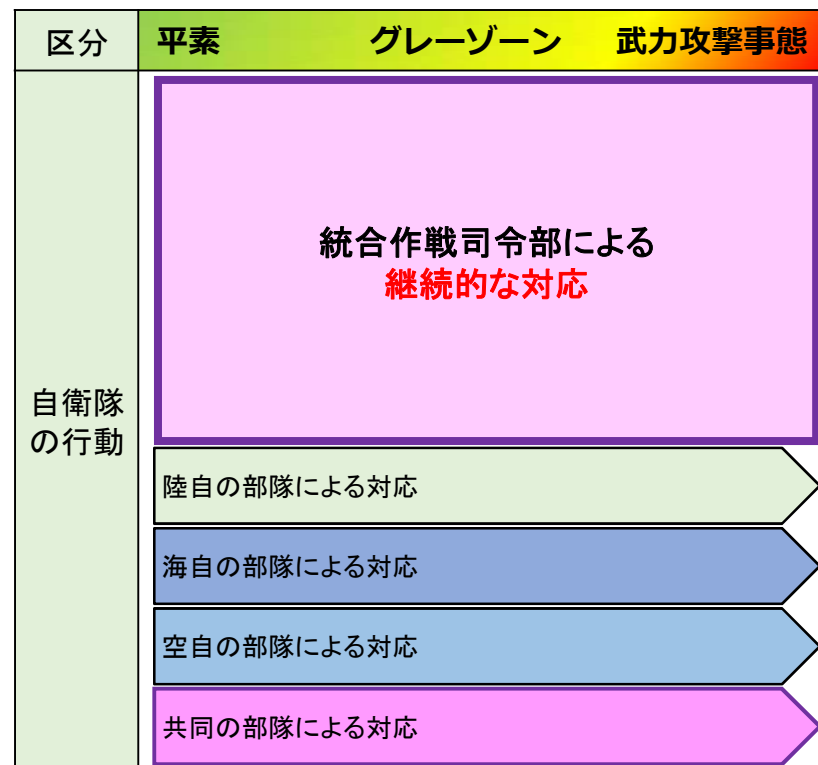 区分
平素 グレーゾーン 武力攻撃事態
統合作戦司令部による
継続的な対応
自衛隊
の行動
陸自の部隊による対応
海自の部隊による対応
空自の部隊による対応
共同の部隊による対応